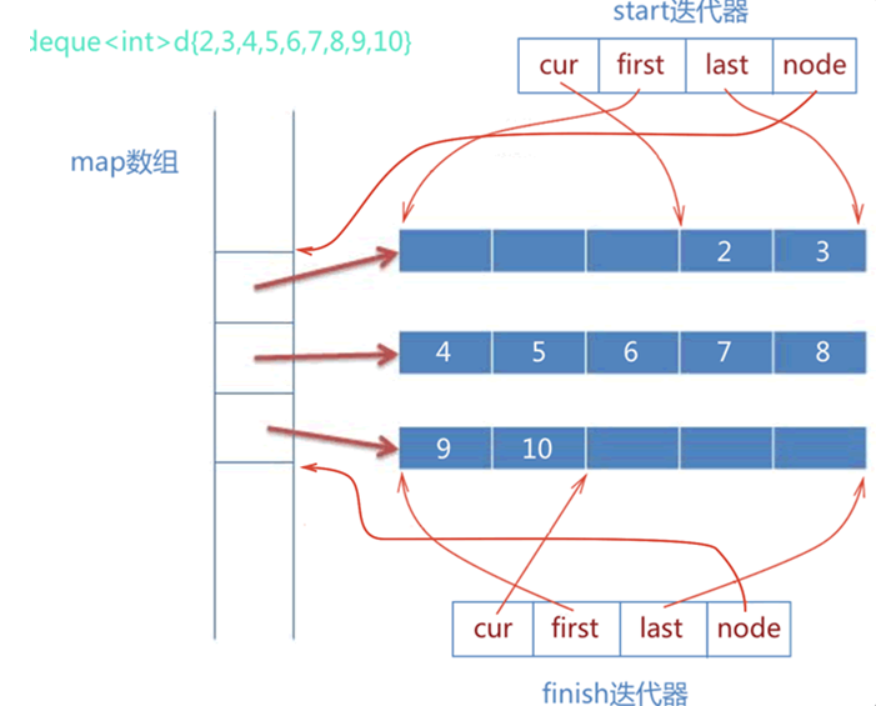 start迭代器
deque<int>d{2,3,4,5,6,7,8,9,10}
cur first last node
map数组
2 3
4 5 6 7 8
9 10
cur first last node
finish迭代器